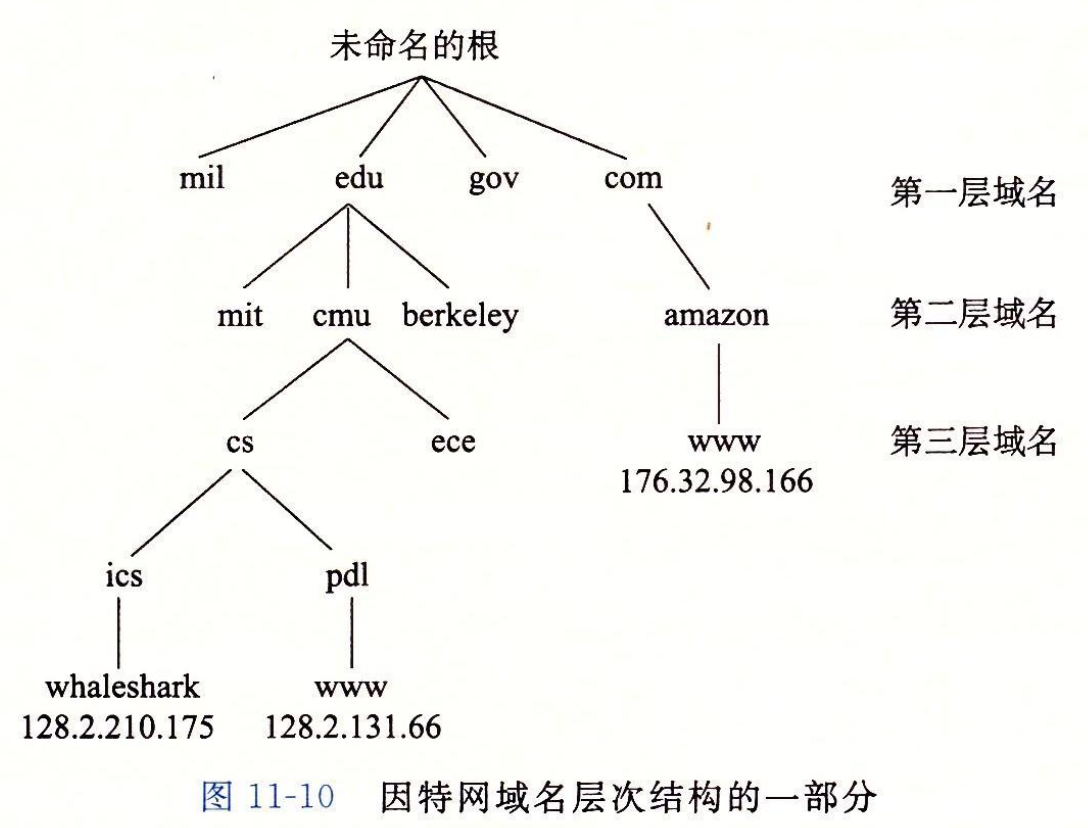 未命名的根
mil edu gov com 第一层域名
mit cmu berkeley amazon 第二层域名
cs ece www 第三层域名
176.32.98.166
ics pdl
whaleshark www
128.2.210.175 128.2.131.66
图 11-10 因特网域名层次结构的一部分